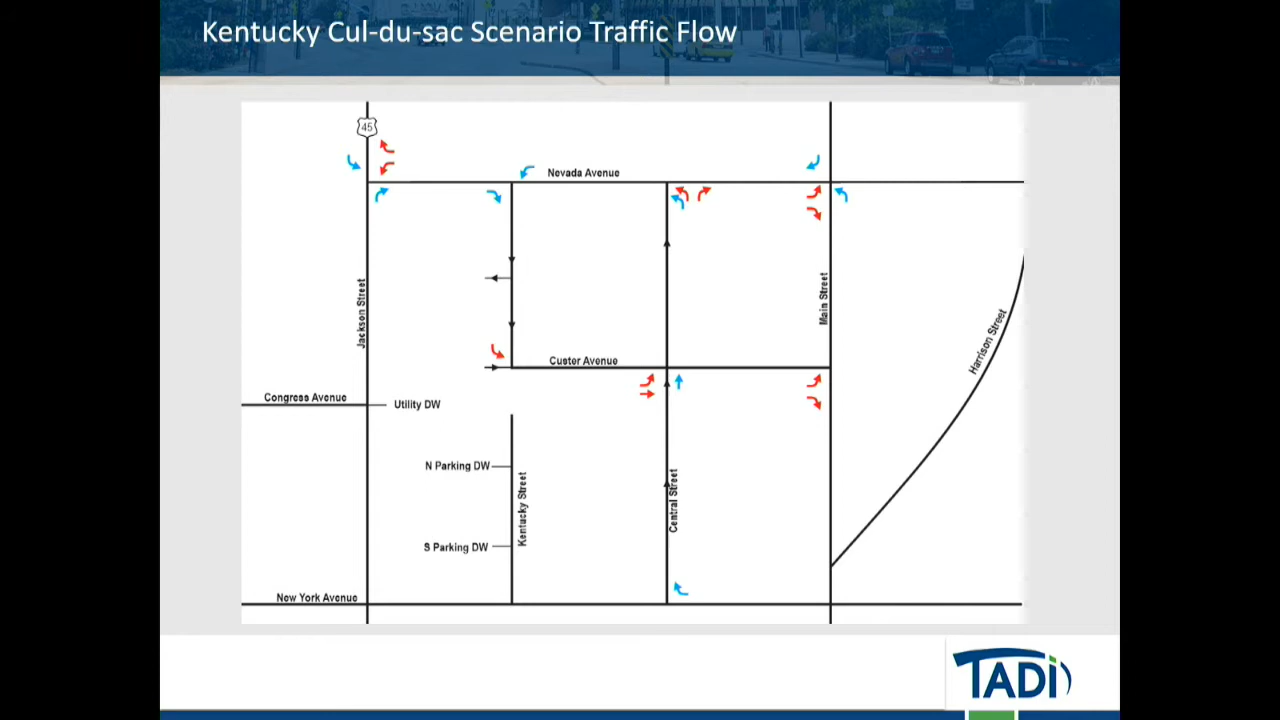 Kentucky Cul-du-sac Scenario Traffic Flow
45
Nevada Avenue
Jackson Street
Main Street
Harrison Street
Custer Avenue
Congress Avenue
Utility DW
N Parking DW
Kentucky Street
Central Street
S Parking DW
New York Avenue
TADI